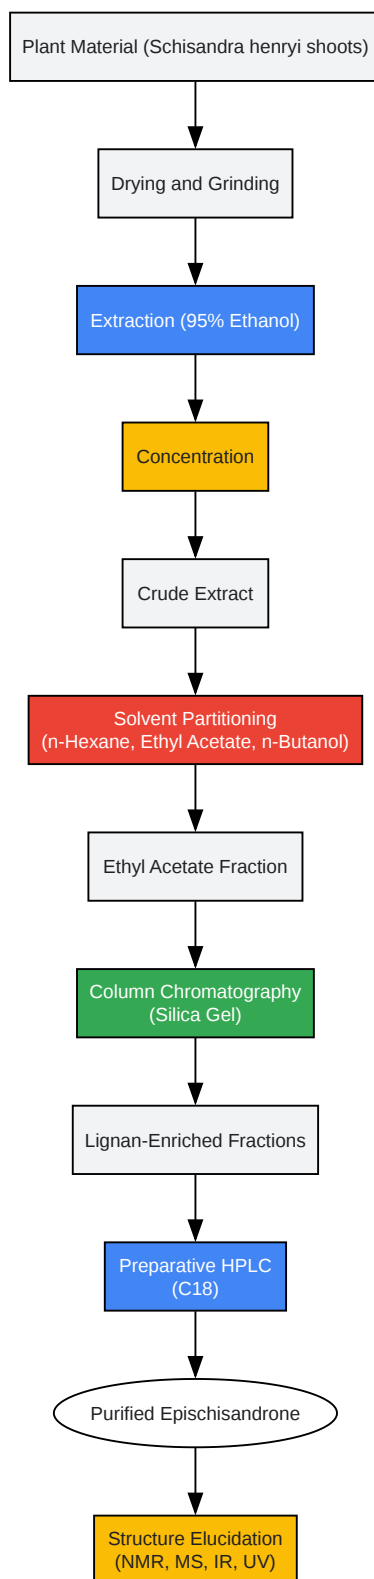 Plant Material (Schisandra henryi shoots)
Drying and Grinding
Extraction (95% Ethanol)
Concentration
Crude Extract
Solvent Partitioning
(n-Hexane, Ethyl Acetate, n-Butanol)
Ethyl Acetate Fraction
Column Chromatography
(Silica Gel)
Lignan-Enriched Fractions
Preparative HPLC
(C18)
Purified Epischisandrone
Structure Elucidation
(NMR, MS, IR, UV)